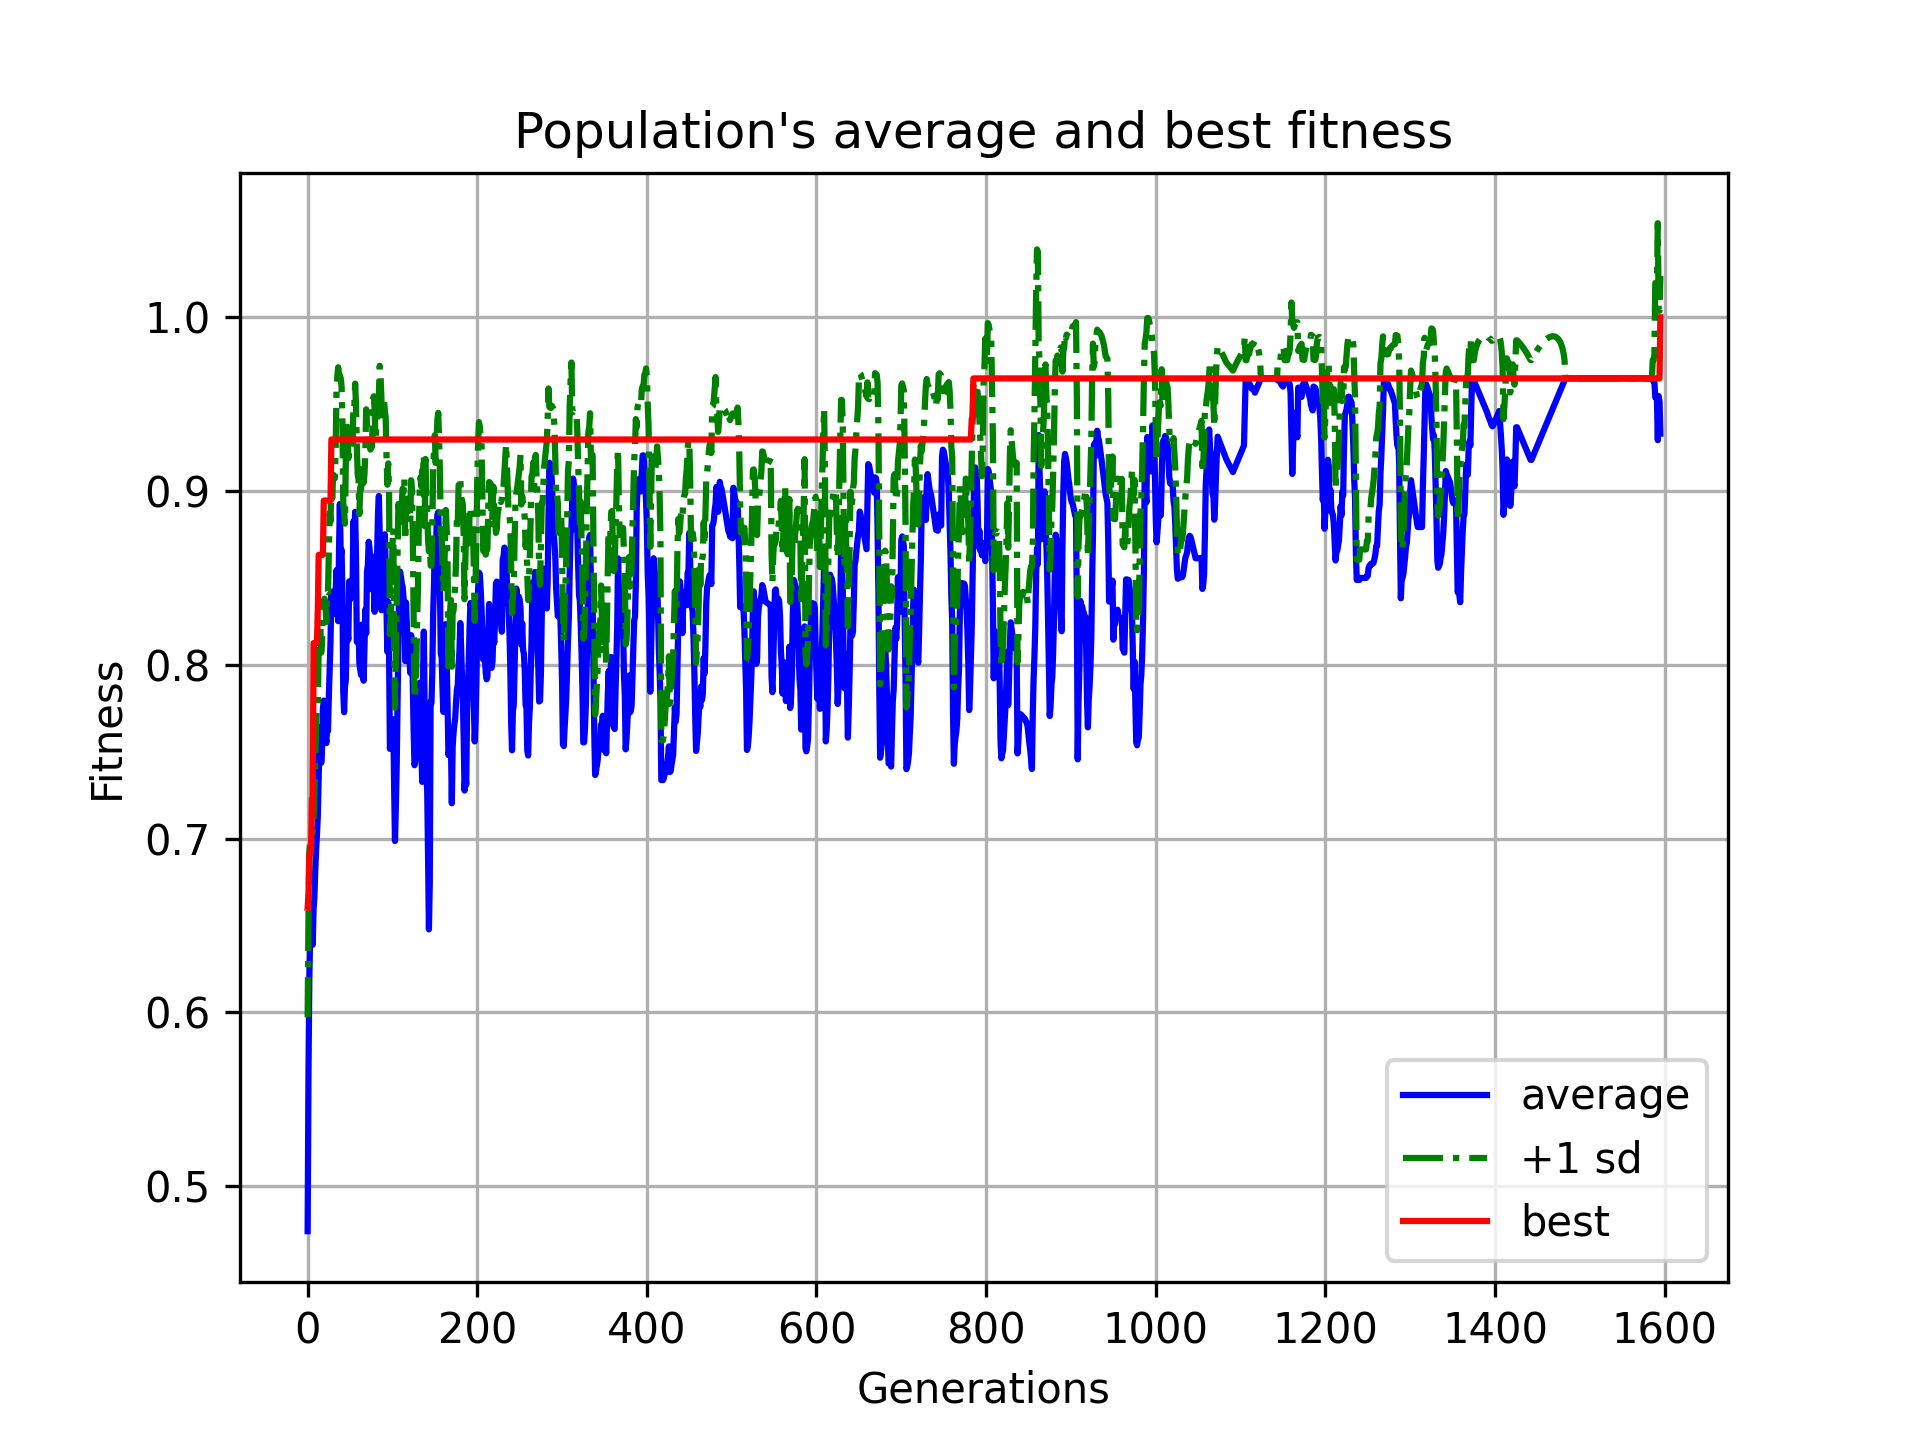 Population's average and best fitness
Fitness
1.0
0.9
0.8
0.7
0.6
0.5
0 200 400 600 800 1000 1200 1400 1600
Generations
average
+1 sd
best